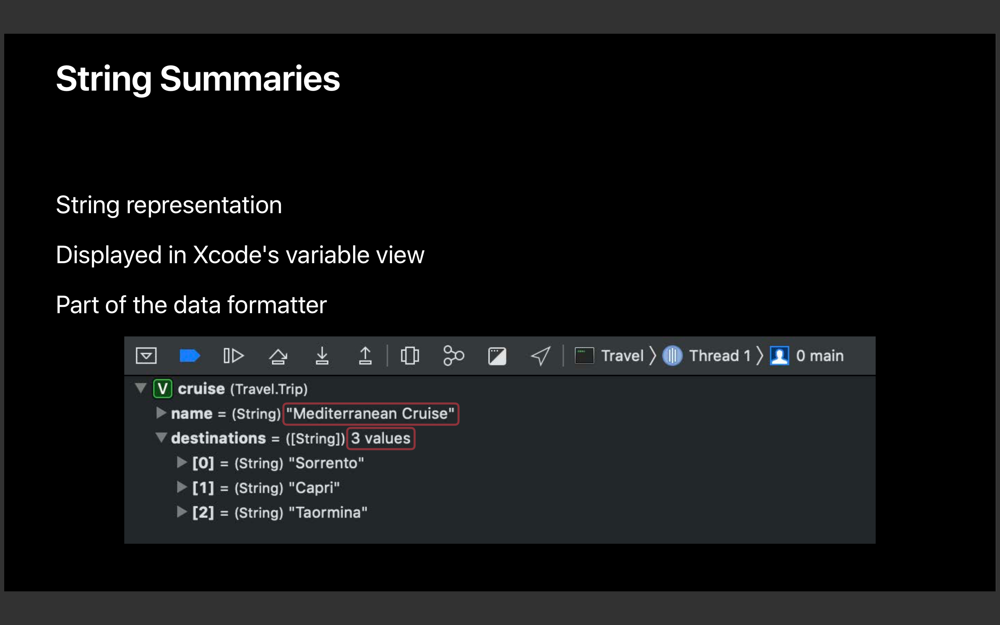 String Summaries
String representation
Displayed in Xcode's variable view
Part of the data formatter
Travel 〉 Thread 1 〉 0 main
V cruise (Travel.Trip)
name = (String) "Mediterranean Cruise"
destinations = ([String]) 3 values
[0] = (String) "Sorrento"
[1] = (String) "Capri"
[2] = (String) "Taormina"